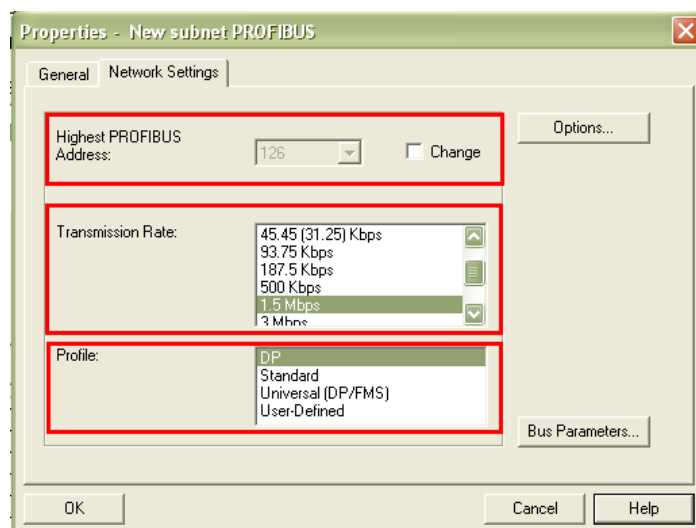 Properties - New subnet PROFIBUS
General Network Settings
Highest PROFIBUS
Address:
126
Change
Options...
Transmission Rate:
45.45 (31.25) Kbps
93.75 Kbps
187.5 Kbps
500 Kbps
1.5 Mbps
3 Mbps
Profile:
DP
Standard
Universal (DP/FMS)
User-Defined
Bus Parameters...
OK
Cancel
Help